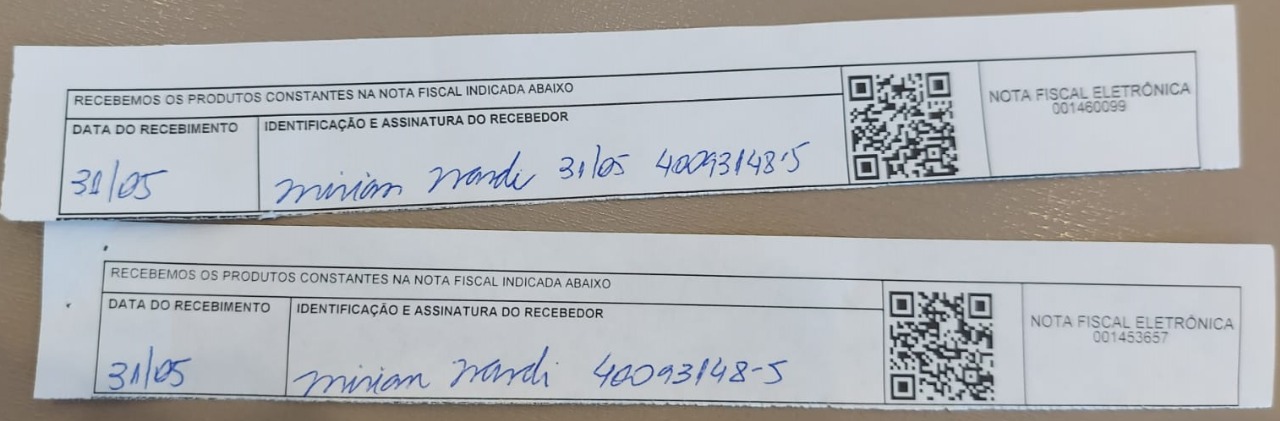 RECEBEMOS OS PRODUTOS CONSTANTES NA NOTA FISCAL INDICADA ABAIXO
NOTA FISCAL ELETRÔNICA
001460099
DATA DO RECEBIMENTO
IDENTIFICAÇÃO E ASSINATURA DO RECEBEDOR
31/05
mirian nardi 31/05 40093148-5
RECEBEMOS OS PRODUTOS CONSTANTES NA NOTA FISCAL INDICADA ABAIXO
NOTA FISCAL ELETRÔNICA
001453657
DATA DO RECEBIMENTO
IDENTIFICAÇÃO E ASSINATURA DO RECEBEDOR
31/05
mirian nardi 40093148-5